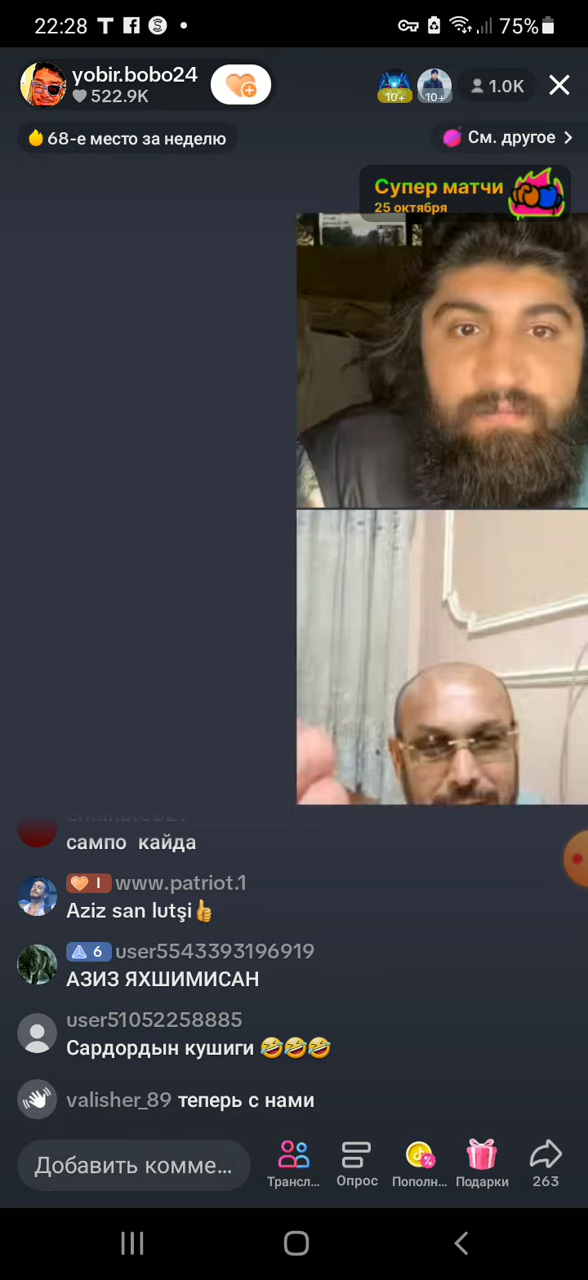 22:28
75%
yobir.bobo24
522.9K
10+
10+
1.0K
68-е место за неделю
См. другое
Супер матчи
25 октября
сампо кайда
I www.patriot.1
Aziz san lutşi👍
6 user5543393196919
АЗИЗ ЯХШИМИСАН
user51052258885
Сардордын кушиги 🤣🤣🤣
valisher_89 теперь с нами
Добавить комме...
Трансл...
Опрос
Пополн...
Подарки
263